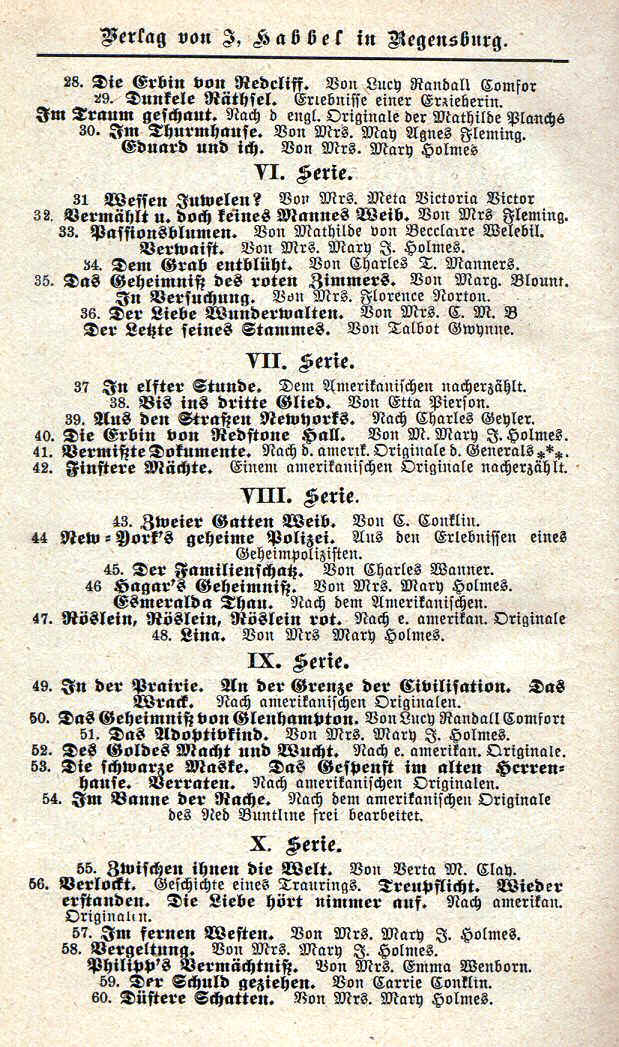 Verlag von J. Habbel in Regensburg.
28. Die Erbin von Redcliff. Von Lucy Randall Comfor
29. Dunkele Räthsel. Erlebnisse einer Erzieherin.
Im Traum geschaut. Nach d engl. Originale der Mathilde Planchs
30. Im Thurmhause. Von Mrs. May Agnes Fleming.
Eduard und ich. Von Mrs. Mary Holmes
VI. Serie.
31 Wessen Juwelen? Von Mrs. Meta Victoria Victor
32. Vermählt u. doch keines Mannes Weib. Von Mrs Fleming.
33. Passionsblumen. Von Mathilde von Becclaire Welebil.
Verwaist. Von Mrs. Mary J. Holmes.
34. Dem Grab entblüht. Von Charles T. Manners.
35. Das Geheimniß des roten Zimmers. Von Marg. Blount.
In Versuchung. Von Mrs. Florence Norton.
36. Der Liebe Wunderwalten. Von Mrs. C. M. B
Der Letzte seines Stammes. Von Talbot Gwynne.
VII. Serie.
37 In elfter Stunde. Dem Amerikanischen nacherzählt.
38. Bis ins dritte Glied. Von Etta Pierson.
39. Aus den Straßen Newyorks. Nach Charles Geyler.
40. Die Erbin von Redstone Hall. Von M. Mary J. Holmes.
41. Vermißte Dokumente. Nach d. amerik. Originale d. Generals ***.
42. Finstere Mächte. Einem amerikanischen Originale nacherzählt.
VIII. Serie.
43. Zweier Gatten Weib. Von C. Conklin.
44 New-York's geheime Polizei. Aus den Erlebnissen eines
Geheimpolizisten.
45. Der Familienschatz. Von Charles Wanner.
46 Hagar's Geheimniß. Von Mrs. Mary Holmes.
Esmeralda Thau. Nach dem Amerikanischen.
47. Röslein, Röslein, Röslein rot. Nach e. amerikan. Originale
48. Lina. Von Mrs Mary Holmes.
IX. Serie.
49. In der Prairie. An der Grenze der Civilisation. Das
Wrack. Nach amerikanischen Originalen.
50. Das Geheimniß von Glenhampton. Von Lucy Randall Comfort
51. Das Adoptivkind. Von Mrs. Mary J. Holmes.
52. Des Goldes Macht und Wucht. Nach e. amerikan. Originale.
53. Die schwarze Maske. Das Gespenst im alten Herren-
hause. Verraten. Nach amerikanischen Originalen.
54. Im Banne der Rache. Nach dem amerikanischen Originale
des Ned Buntline frei bearbeitet.
X. Serie.
55. Zwischen ihnen die Welt. Von Berta M. Clay.
56. Verlockt. Geschichte eines Traurings. Treupflicht. Wieder
erstanden. Die Liebe hört nimmer auf. Nach amerikan.
Originalen.
57. Im fernen Westen. Von Mrs. Mary J. Holmes.
58. Vergeltung. Von Mrs. Mary J. Holmes.
Philipp's Vermächtniß. Von Mrs. Emma Wenborn.
59. Der Schuld geziehen. Von Carrie Conklin.
60. Düstere Schatten. Von Mrs. Mary Holmes.